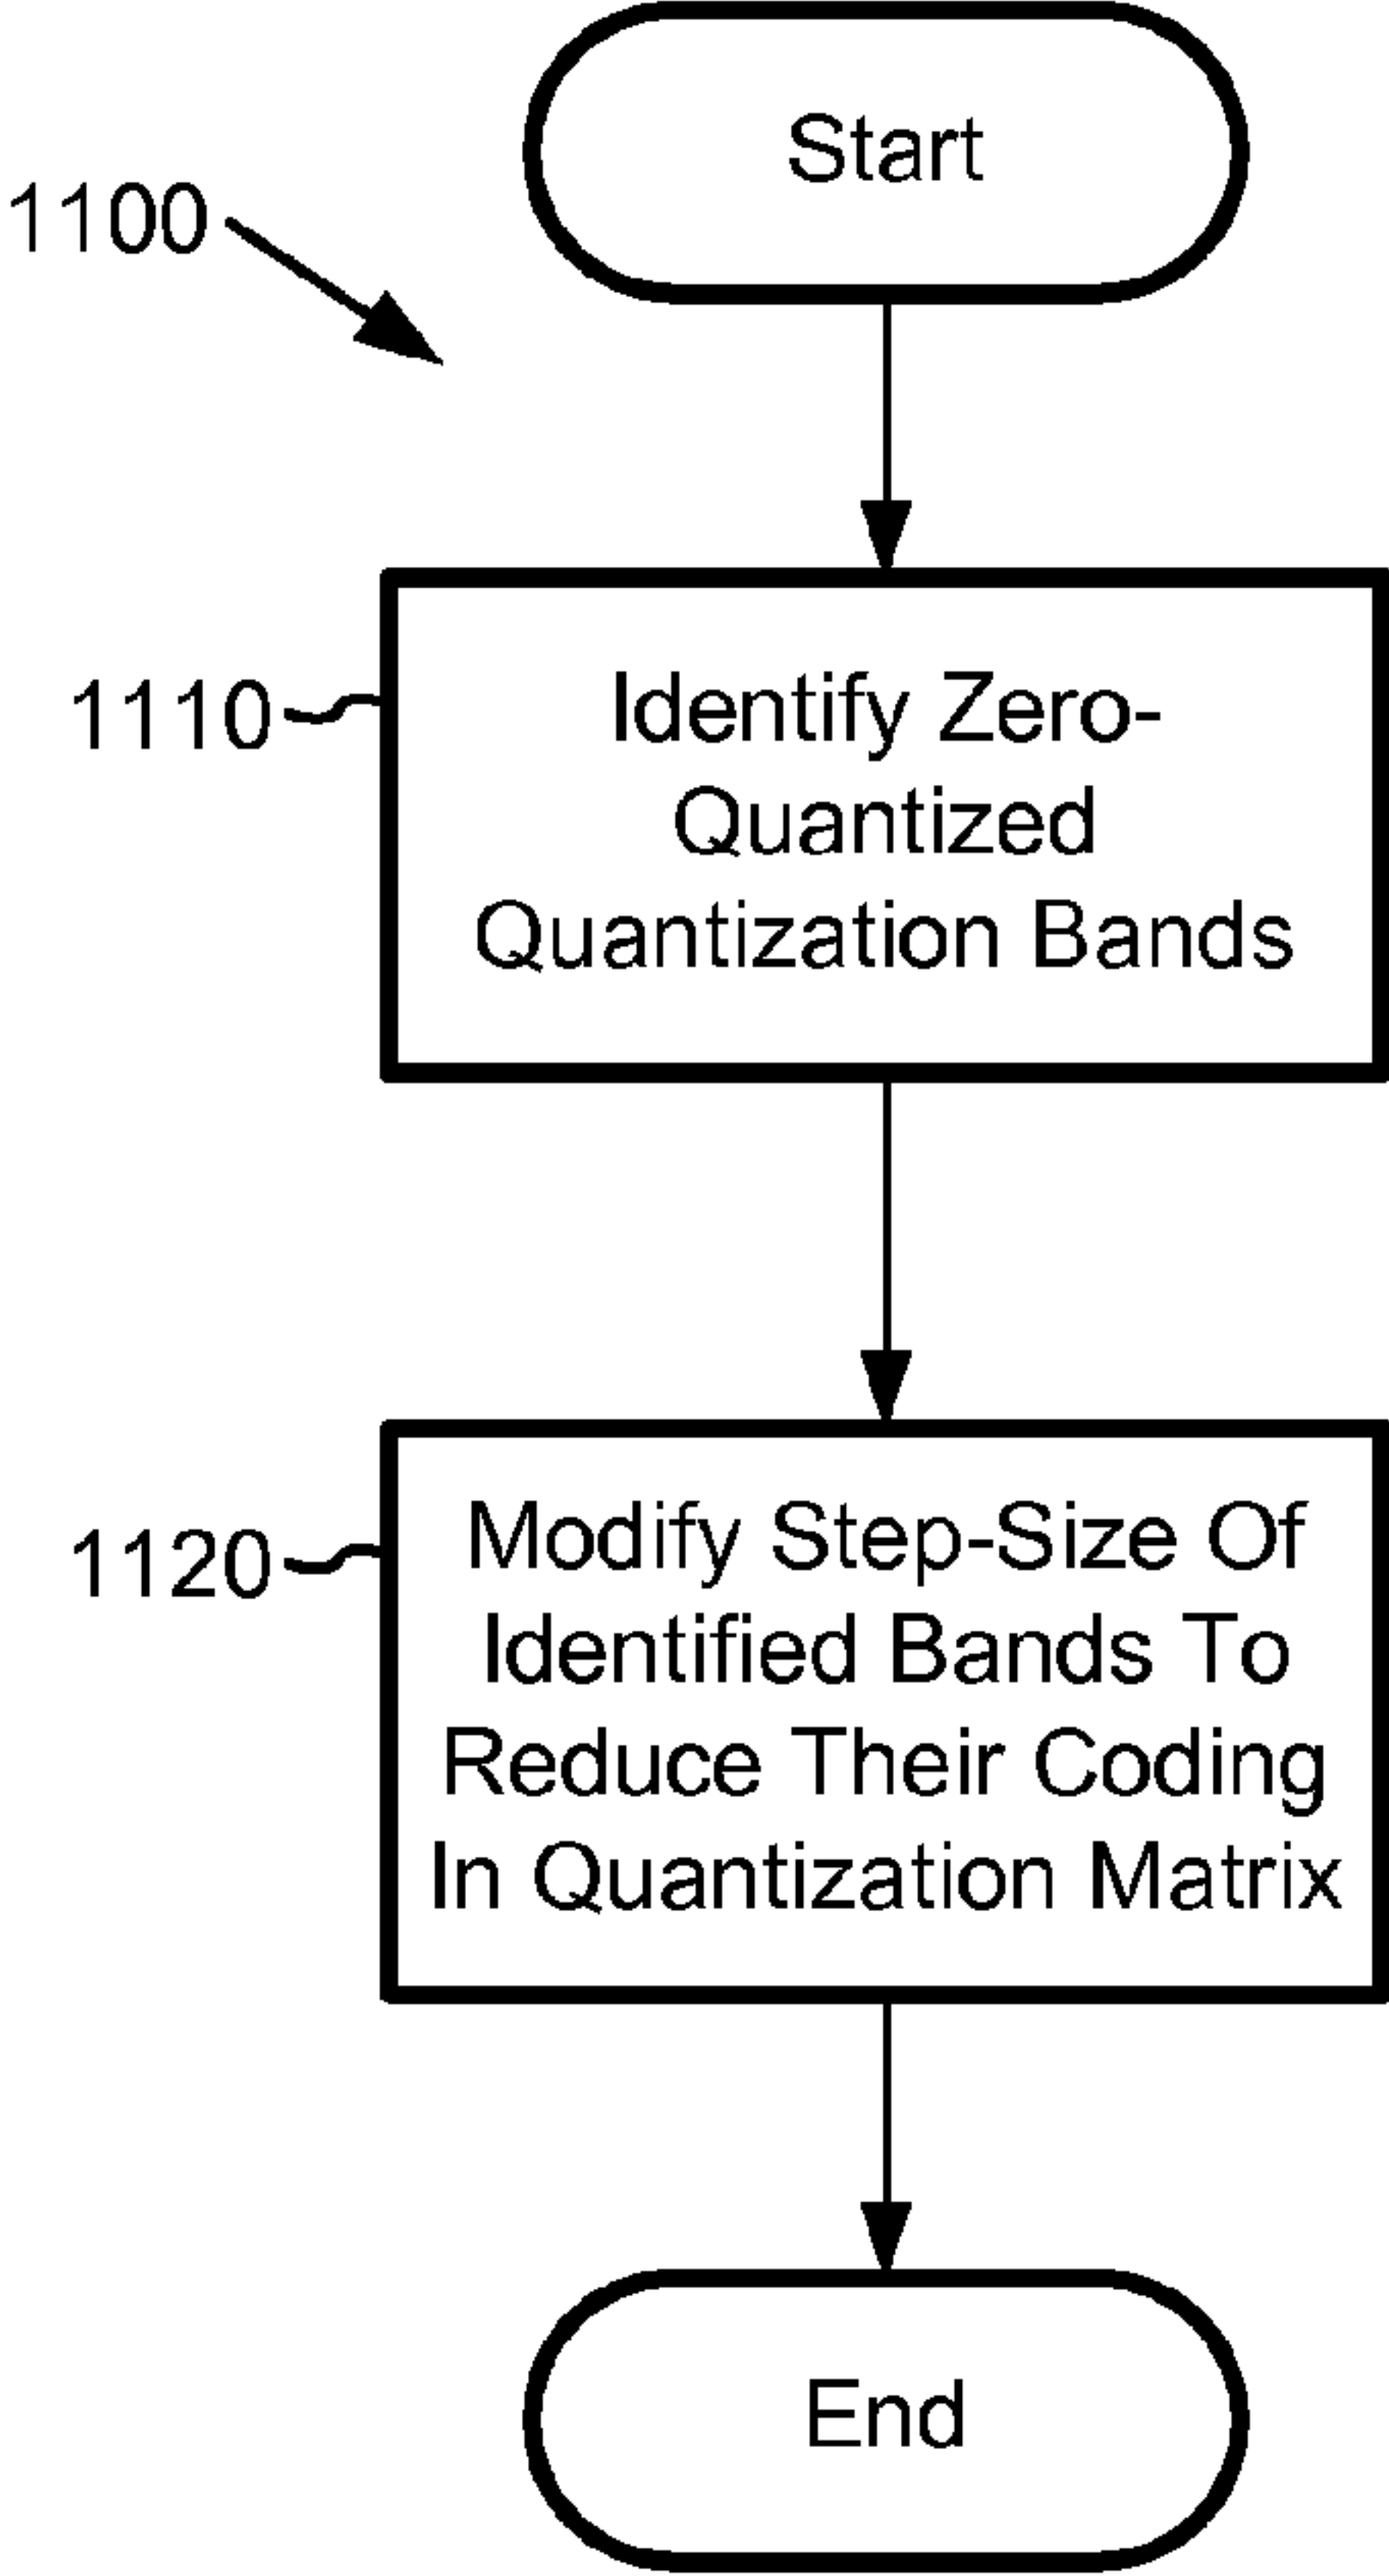 Start
1100
1110
Identify Zero-
Quantized
Quantization Bands
1120
Modify Step-Size Of
Identified Bands To
Reduce Their Coding
In Quantization Matrix
End